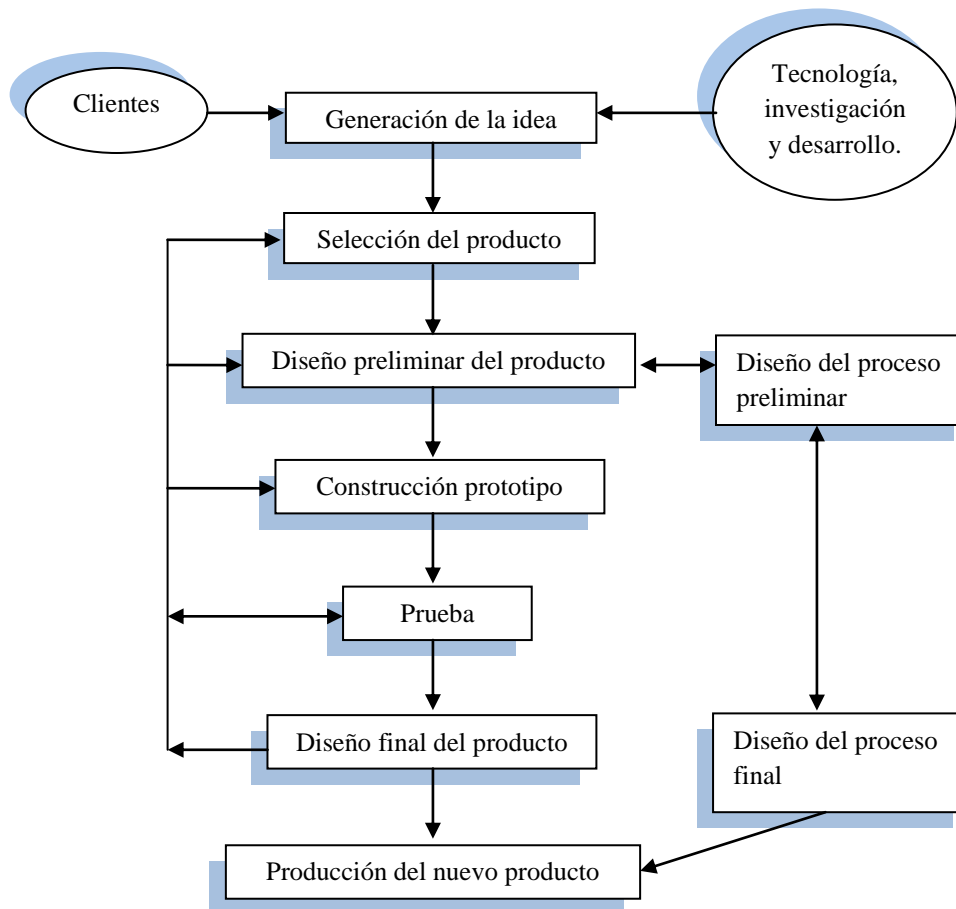 Clientes
Generación de la idea
Tecnología,
investigación
y desarrollo.
Selección del producto
Diseño preliminar del producto
Diseño del proceso
preliminar
Construcción prototipo
Prueba
Diseño final del producto
Diseño del proceso
final
Producción del nuevo producto